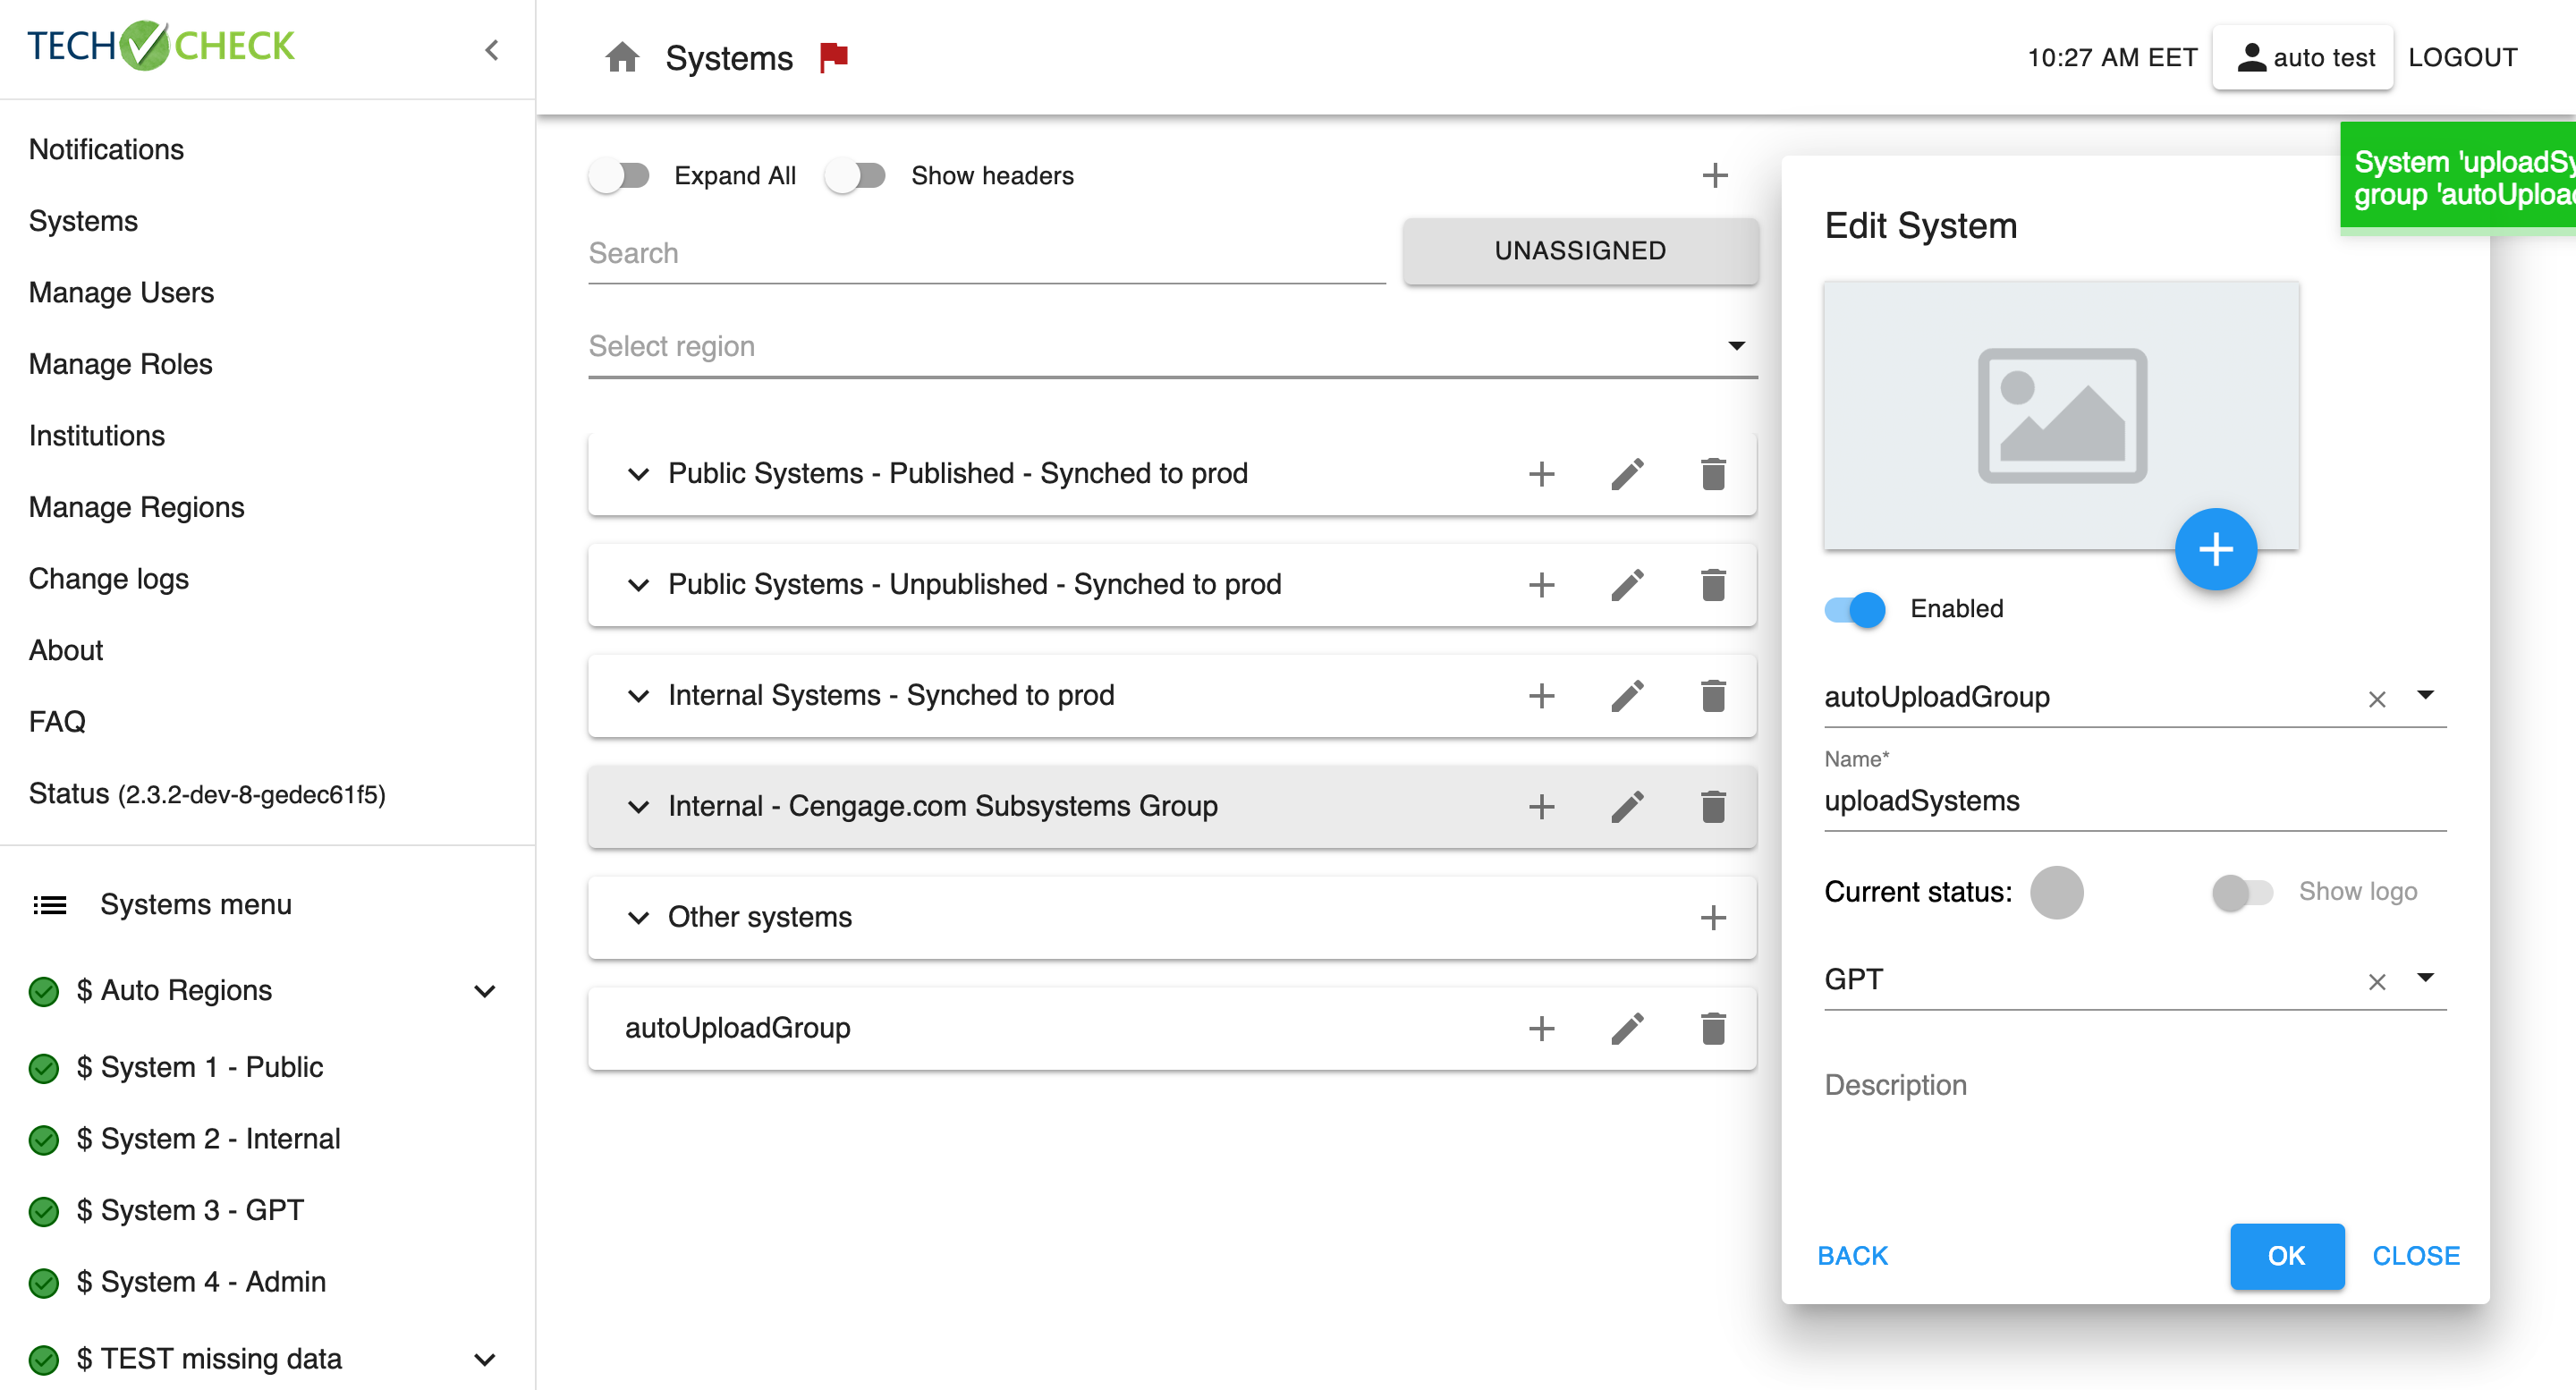 TECH CHECK
Systems
10:27 AM EET
auto test
LOGOUT
Notifications
Systems
Manage Users
Manage Roles
Institutions
Manage Regions
Change logs
About
FAQ
Status (2.3.2-dev-8-gedec61f5)
Systems menu
$ Auto Regions
$ System 1 - Public
$ System 2 - Internal
$ System 3 - GPT
$ System 4 - Admin
$ TEST missing data
Expand All
Show headers
Search
UNASSIGNED
Select region
Public Systems - Published - Synched to prod
Public Systems - Unpublished - Synched to prod
Internal Systems - Synched to prod
Internal - Cengage.com Subsystems Group
Other systems
autoUploadGroup
System 'uploadSy
group 'autoUpload
Edit System
Enabled
autoUploadGroup
Name*
uploadSystems
Current status:
Show logo
GPT
Description
BACK
OK
CLOSE